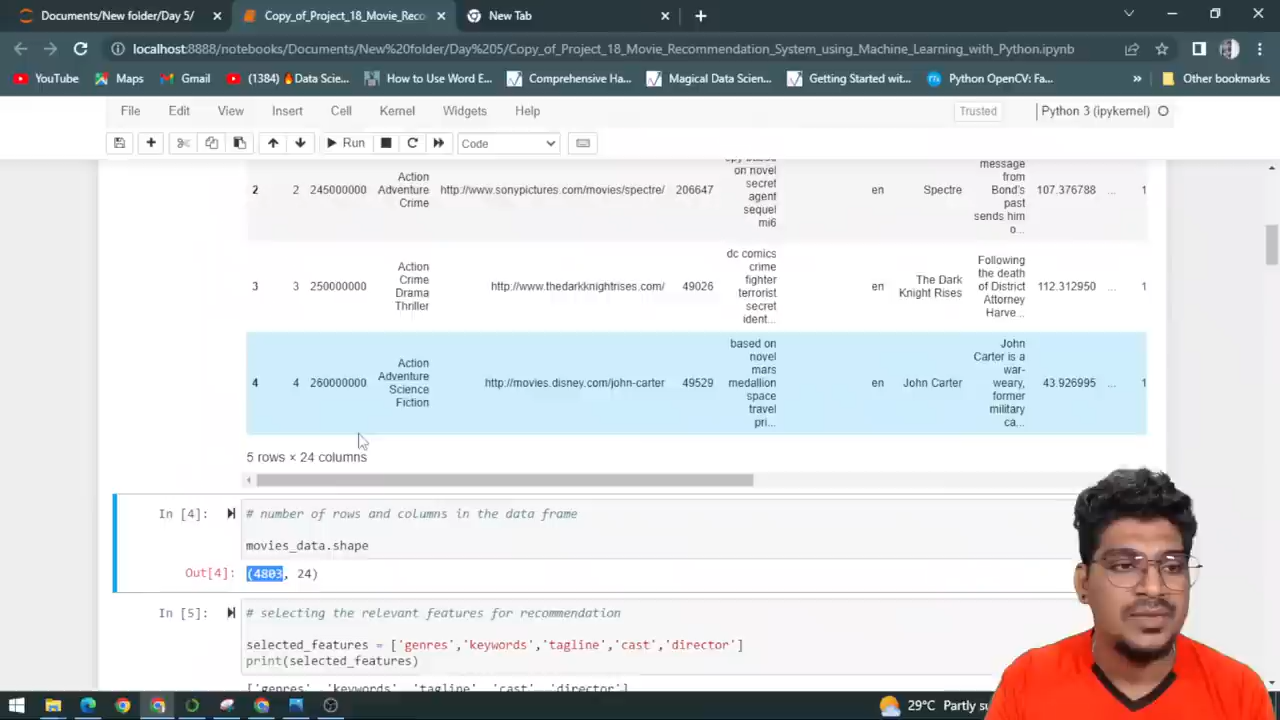 Documents/New folder/Day 5/
Copy_of_Project_18_Movie_Reco
New Tab
localhost:8888/notebooks/Documents/New%20folder/Day%205/Copy_of_Project_18_Movie_Recommendation_System_using_Machine_Learning_with_Python.ipynb
YouTube
Maps
Gmail
(1384) 🔥Data Scie...
How to Use Word E...
Comprehensive Ha...
Magical Data Scien...
Getting Started wit...
Python OpenCV: Fa...
»
Other bookmarks
File
Edit
View
Insert
Cell
Kernel
Widgets
Help
Trusted
Python 3 (ipykernel)
Run
Code
2 2 245000000
Action
Adventure
Crime
http://www.sonypictures.com/movies/spectre/ 206647
on novel
secret
agent
sequel
mi6
en Spectre
message
from
Bond's
past
sends him
o...
107.376788 ... 1
3 3 250000000
Action
Crime
Drama
Thriller
http://www.thedarkknightrises.com/ 49026
dc comics
crime
fighter
terrorist
secret
ident...
en
The Dark
Knight Rises
Following
the death
of District
Attorney
Harve...
112.312950 ... 1
4 4 260000000
Action
Adventure
Science
Fiction
http://movies.disney.com/john-carter 49529
based on
novel
mars
medallion
space
travel
pri...
en John Carter
John
Carter is a
war-
weary,
former
military
ca...
43.926995 ... 1
5 rows × 24 columns
In [4]:
# number of rows and columns in the data frame
movies_data.shape
Out[4]: (4803, 24)
In [5]:
# selecting the relevant features for recommendation
selected_features = ['genres','keywords','tagline','cast','director']
print(selected_features)
['genres', 'keywords', 'tagline', 'cast', 'director']
29°C Partly su